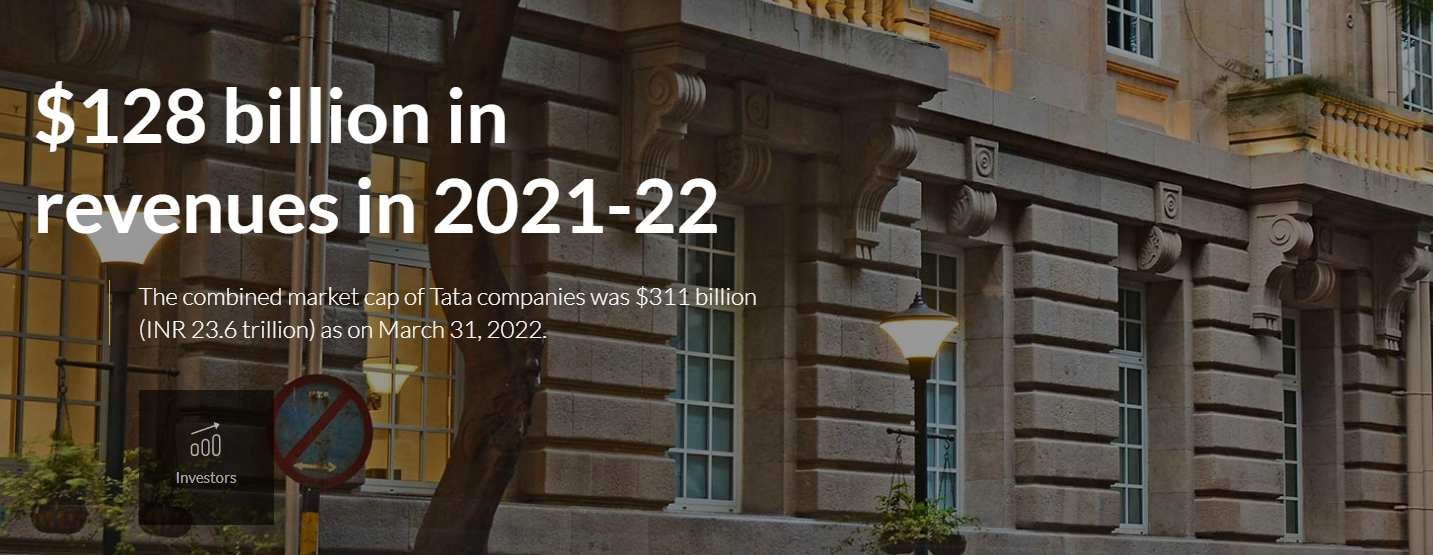 $128 billion in
revenues in 2021-22
The combined market cap of Tata companies was $311 billion
(INR 23.6 trillion) as on March 31, 2022.
Investors